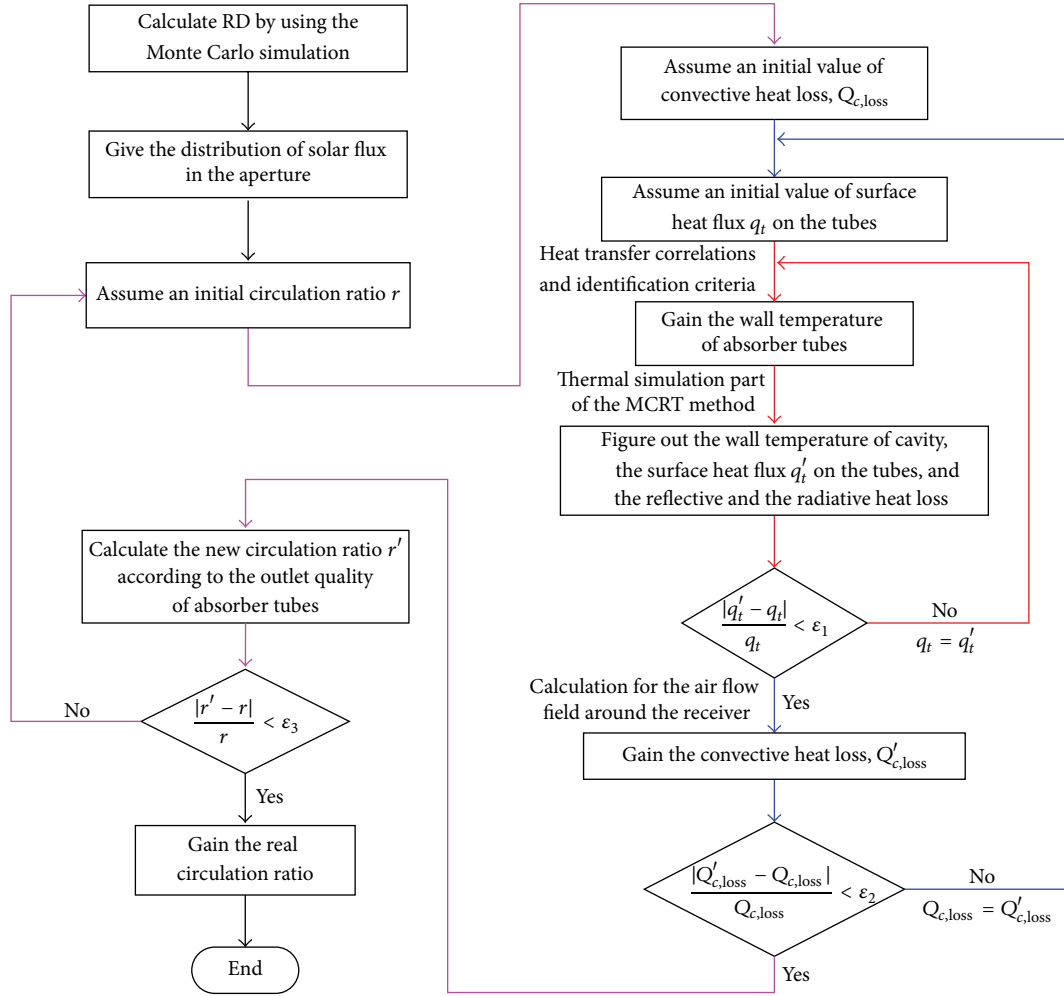 Calculate RD by using the
Monte Carlo simulation
Give the distribution of solar flux
in the aperture
Assume an initial circulation ratio r
Assume an initial value of
convective heat loss, Q_{c,loss}
Assume an initial value of surface
heat flux q_t on the tubes
Heat transfer correlations
and identification criteria
Gain the wall temperature
of absorber tubes
Thermal simulation part
of the MCRT method
Figure out the wall temperature of cavity,
the surface heat flux q′_t on the tubes, and
the reflective and the radiative heat loss
|q′_t − q_t| / q_t < ε_1
No
q_t = q′_t
Yes
Calculation for the air flow
field around the receiver
Gain the convective heat loss, Q′_{c,loss}
|Q′_{c,loss} − Q_{c,loss}| / Q_{c,loss} < ε_2
No
Q_{c,loss} = Q′_{c,loss}
Yes
Calculate the new circulation ratio r′
according to the outlet quality
of absorber tubes
|r′ − r| / r < ε_3
No
Yes
Gain the real
circulation ratio
End